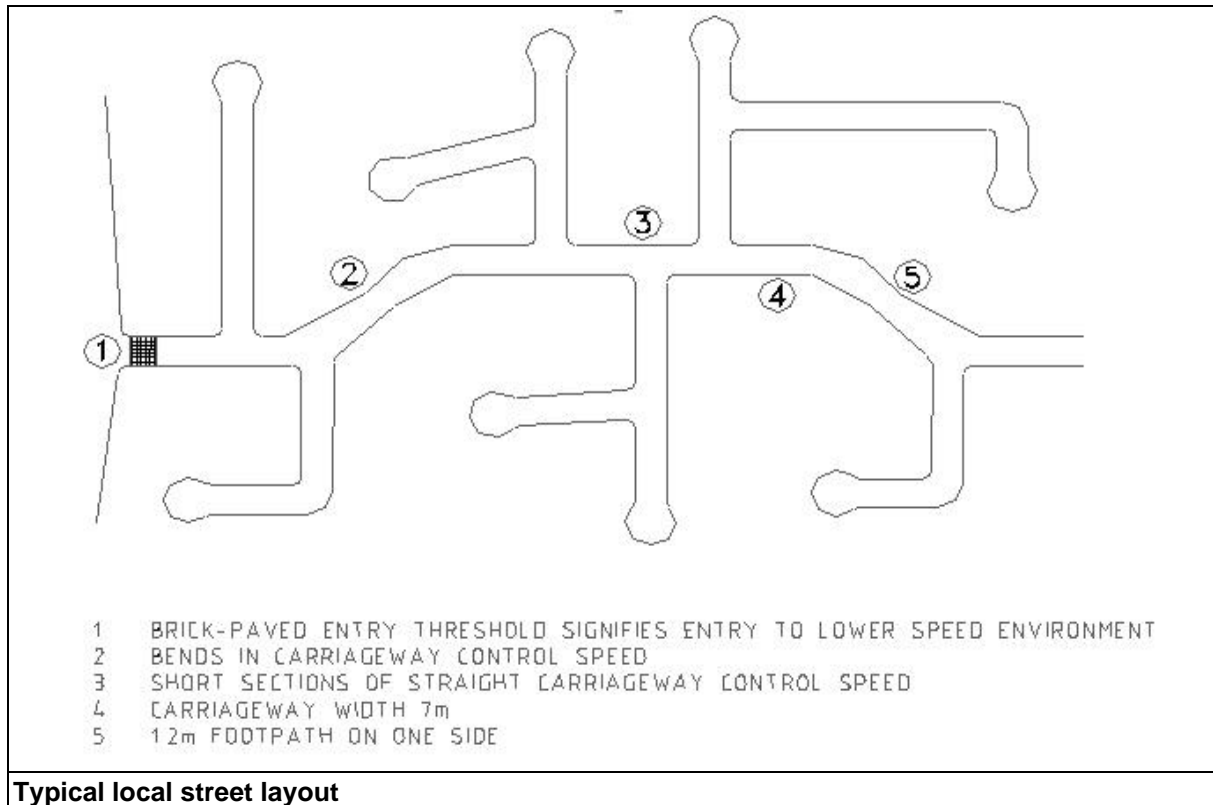 3
2
5
4
1
1 BRICK-PAVED ENTRY THRESHOLD SIGNIFIES ENTRY TO LOWER SPEED ENVIRONMENT
2 BENDS IN CARRIAGEWAY CONTROL SPEED
3 SHORT SECTIONS OF STRAIGHT CARRIAGEWAY CONTROL SPEED
4 CARRIAGEWAY WIDTH 7m
5 12m FOOTPATH ON ONE SIDE
Typical local street layout